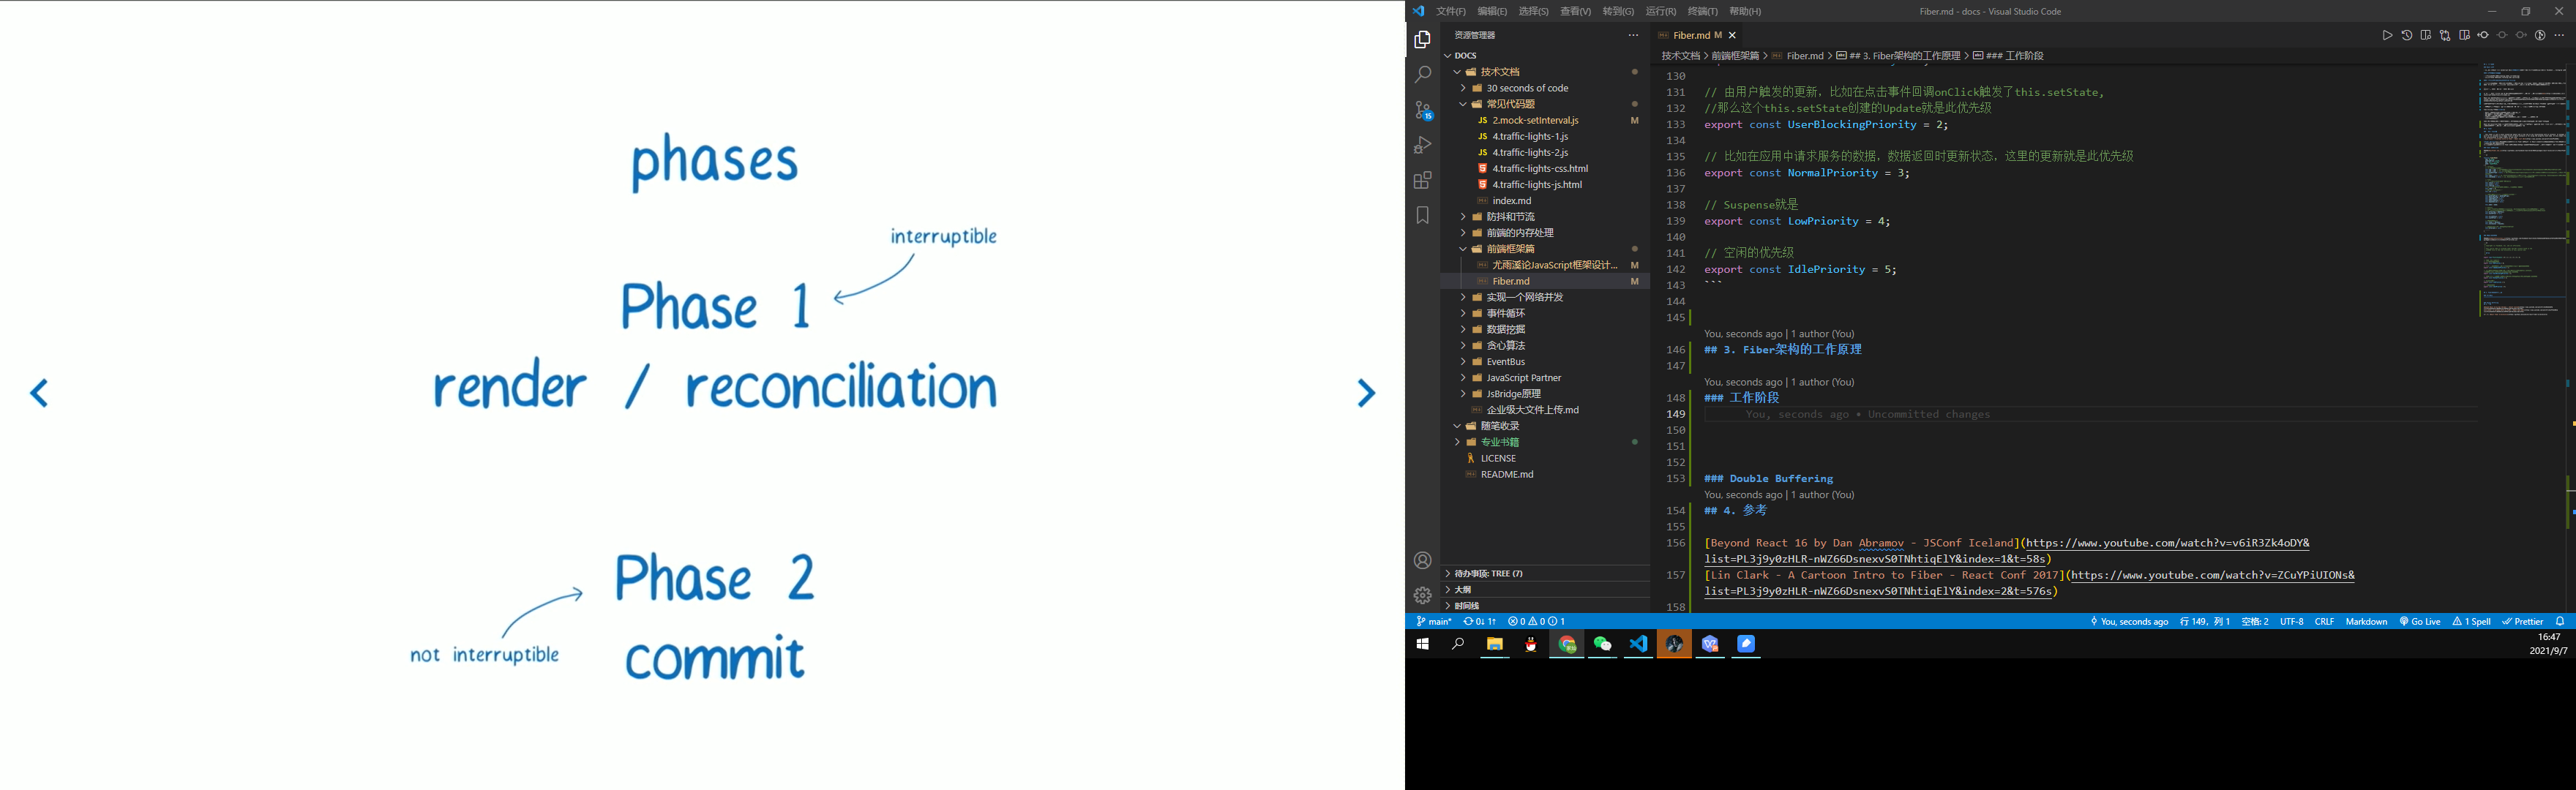 phases
interruptible
Phase 1
render / reconciliation
Phase 2
not interruptible
commit
文件(F) 编辑(E) 选择(S) 查看(V) 转到(G) 运行(R) 终端(T) 帮助(H)
Fiber.md - docs - Visual Studio Code
资源管理器
DOCS
技术文档
30 seconds of code
常见代码题
JS 2.mock-setInterval.js M
JS 4.traffic-lights-1.js
JS 4.traffic-lights-2.js
4.traffic-lights-css.html
4.traffic-lights-js.html
index.md
防抖和节流
前端的内存处理
前端框架篇
尤雨溪论JavaScript框架设计... M
Fiber.md M
实现一个网络并发
事件循环
数据挖掘
贪心算法
EventBus
JavaScript Partner
JsBridge原理
企业级大文件上传.md
随笔收录
专业书籍
LICENSE
README.md
待办事项: TREE (7)
大纲
时间线
15
Fiber.md M
技术文档 > 前端框架篇 > Fiber.md > ## 3. Fiber架构的工作原理 > ### 工作阶段
130
131 // 由用户触发的更新，比如在点击事件回调onClick触发了this.setState,
132 //那么这个this.setState创建的Update就是此优先级
133 export const UserBlockingPriority = 2;
134
135 // 比如在应用中请求服务的数据，数据返回时更新状态，这里的更新就是此优先级
136 export const NormalPriority = 3;
137
138 // Suspense就是
139 export const LowPriority = 4;
140
141 // 空闲的优先级
142 export const IdlePriority = 5;
143 ```
144
145
You, seconds ago | 1 author (You)
146 ## 3. Fiber架构的工作原理
147
You, seconds ago | 1 author (You)
148 ### 工作阶段
149 You, seconds ago • Uncommitted changes
150
151
152
153 ### Double Buffering
You, seconds ago | 1 author (You)
154 ## 4. 参考
155
156 [Beyond React 16 by Dan Abramov - JSConf Iceland](https://www.youtube.com/watch?v=v6iR3Zk4oDY&
list=PL3j9y0zHLR-nWZ66DsnexvS0TNhtiqElY&index=1&t=58s)
157 [Lin Clark - A Cartoon Intro to Fiber - React Conf 2017](https://www.youtube.com/watch?v=ZCuYPiUIONs&
list=PL3j9y0zHLR-nWZ66DsnexvS0TNhtiqElY&index=2&t=576s)
158
main* 0↓ 1↑ 0 0 1
You, seconds ago 行 149，列 1 空格: 2 UTF-8 CRLF Markdown Go Live 1 Spell Prettier
16:47
2021/9/7